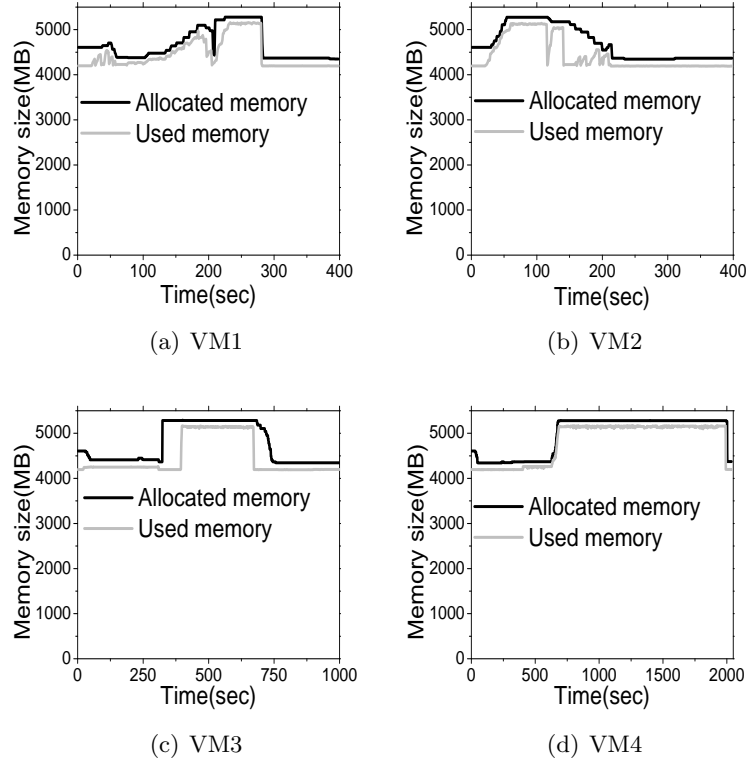 5000
4000
3000
2000
1000
0
Memory size(MB)
Allocated memory
Used memory
0 100 200 300 400
Time(sec)
(a) VM1
5000
4000
3000
2000
1000
0
Memory size(MB)
Allocated memory
Used memory
0 100 200 300 400
Time(sec)
(b) VM2
5000
4000
3000
2000
1000
0
Memory size(MB)
Allocated memory
Used memory
0 250 500 750 1000
Time(sec)
(c) VM3
5000
4000
3000
2000
1000
0
Memory size(MB)
Allocated memory
Used memory
0 500 1000 1500 2000
Time(sec)
(d) VM4